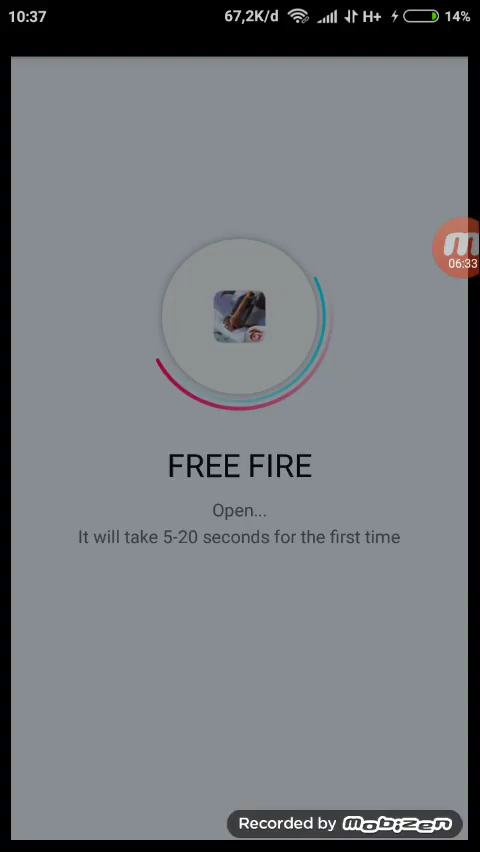 10:37 67,2K/d H+ 14%
06:33
FREE FIRE
Open...
It will take 5-20 seconds for the first time
Recorded by mobizen